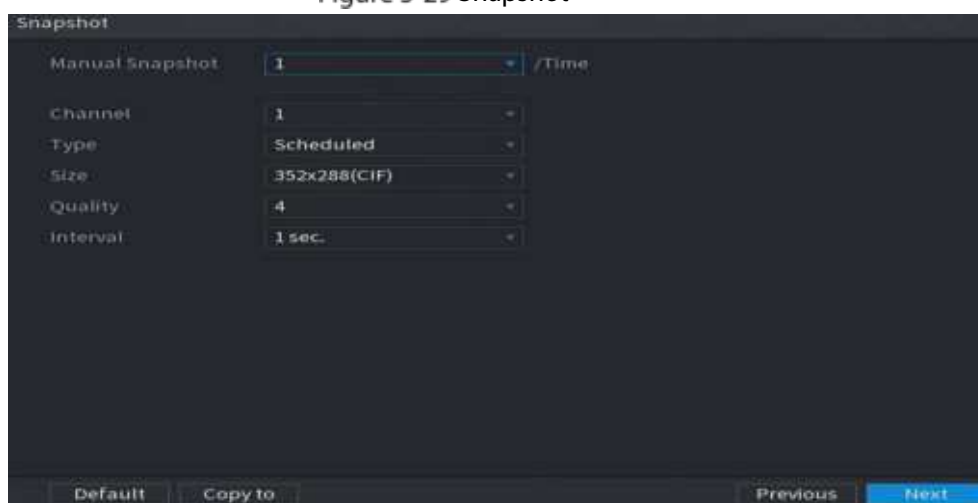 Snapshot
Snapshot
Manual Snapshot 1 /Time
Channel 1
Type Scheduled
Size 352x288(CIF)
Quality 4
Interval 1 sec.
Default Copy to Previous Next